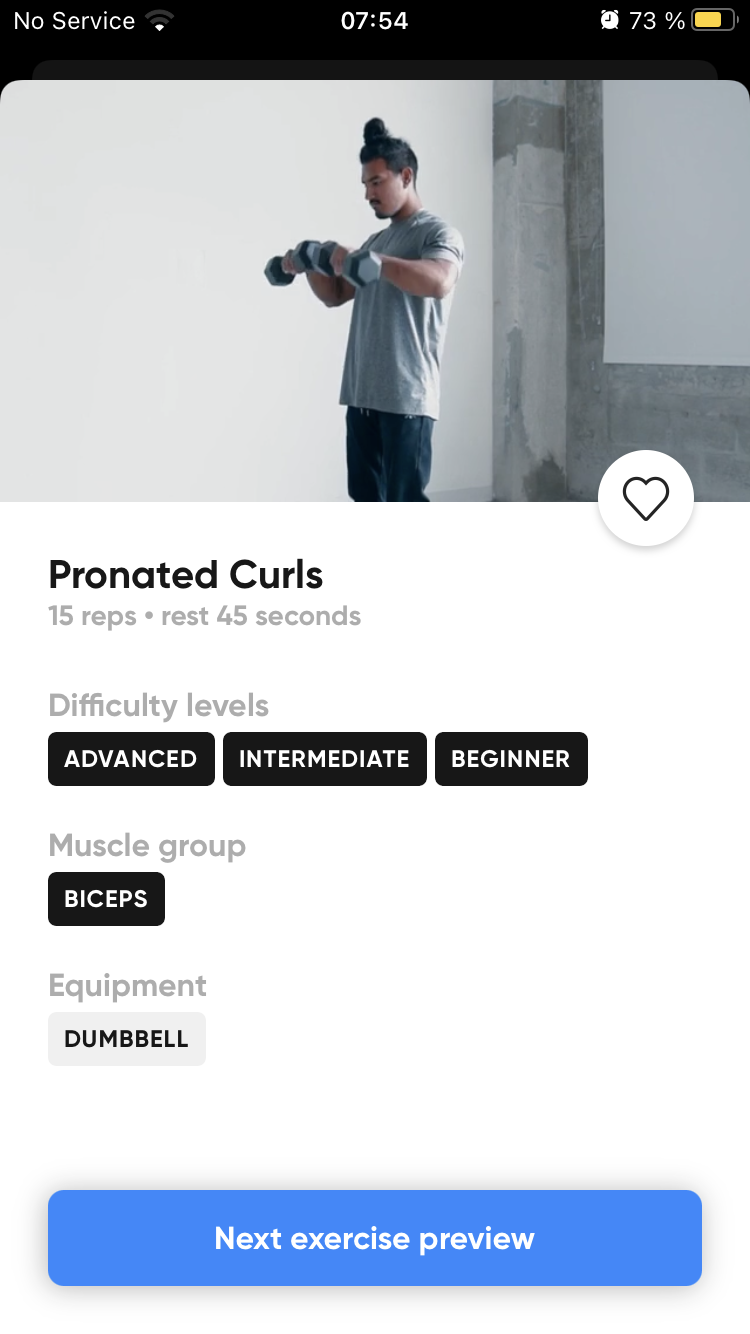 No Service 07:54 73 %
Pronated Curls
15 reps • rest 45 seconds
Difficulty levels
ADVANCED INTERMEDIATE BEGINNER
Muscle group
BICEPS
Equipment
DUMBBELL
Next exercise preview